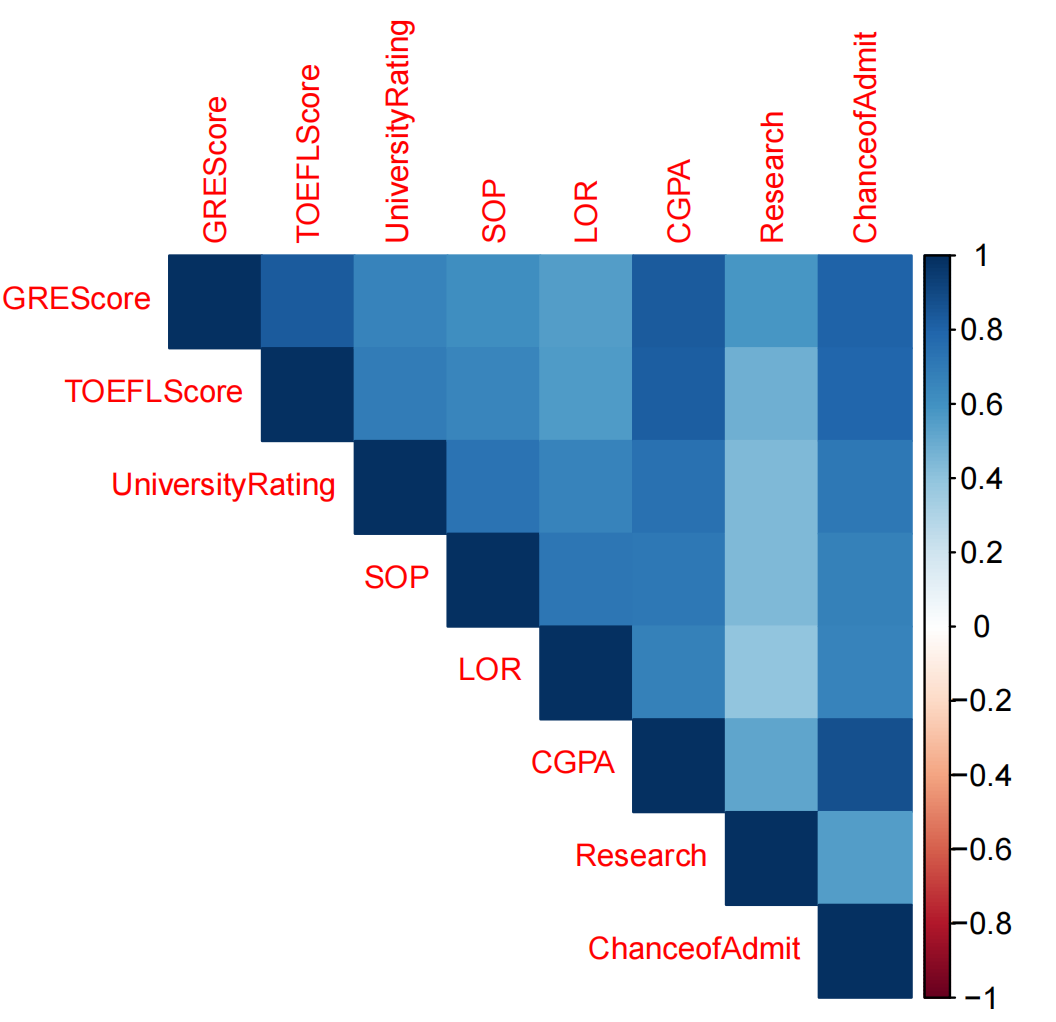 GREScore
TOEFLScore
UniversityRating
SOP
LOR
CGPA
Research
ChanceofAdmit
GREScore
TOEFLScore
UniversityRating
SOP
LOR
CGPA
Research
ChanceofAdmit
1
0.8
0.6
0.4
0.2
0
−0.2
−0.4
−0.6
−0.8
−1